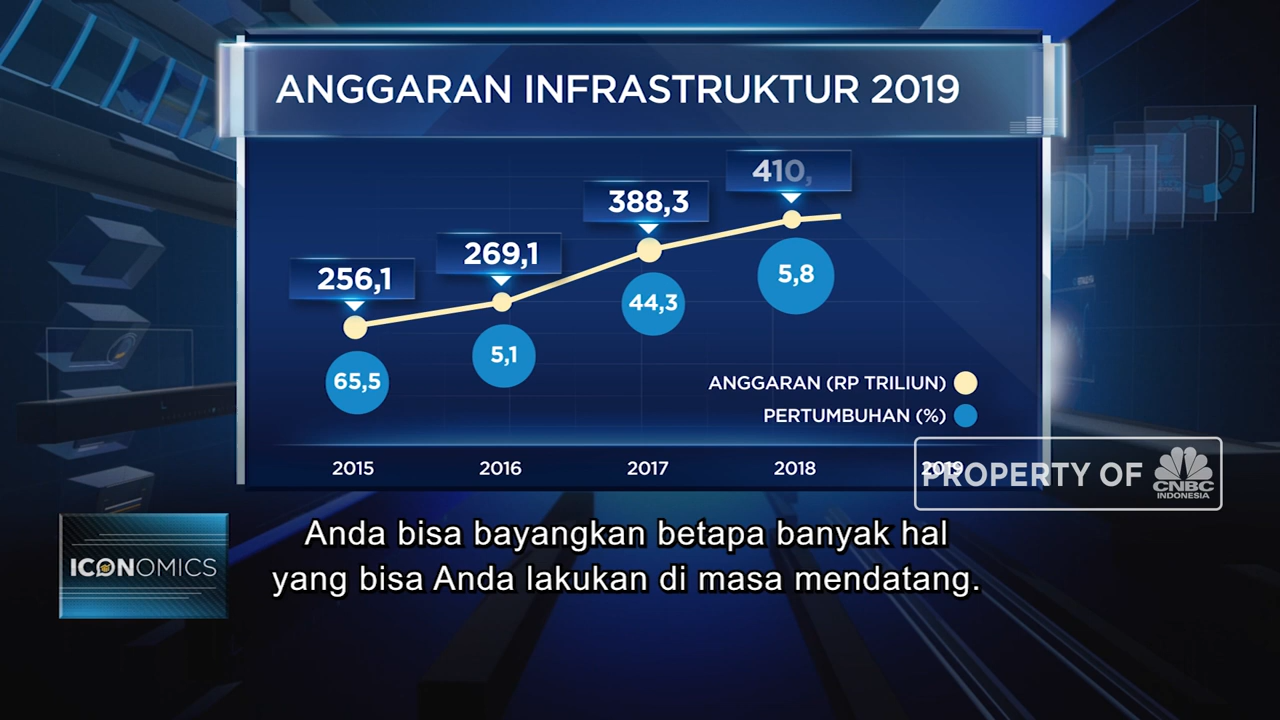 ANGGARAN INFRASTRUKTUR 2019
410,
388,3
269,1
256,1
5,8
44,3
5,1
65,5
ANGGARAN (RP TRILIUN)
PERTUMBUHAN (%)
2015 2016 2017 2018 2019
PROPERTY OF CNBC INDONESIA
ICONOMICS
Anda bisa bayangkan betapa banyak hal
yang bisa Anda lakukan di masa mendatang.